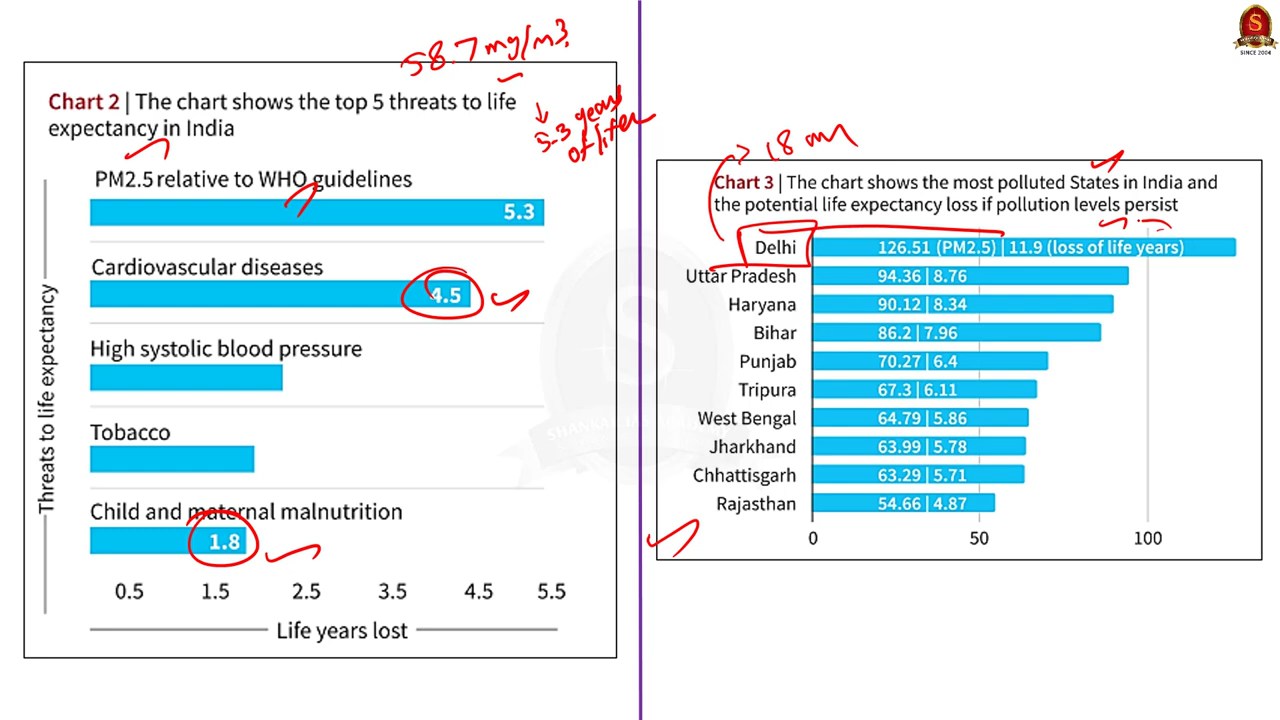 58.7 mg/m3.
Chart 2 | The chart shows the top 5 threats to life
expectancy in India
5.3 years
of life
PM2.5 relative to WHO guidelines
5.3
Cardiovascular diseases
4.5
High systolic blood pressure
Tobacco
Child and maternal malnutrition
1.8
0.5 1.5 2.5 3.5 4.5 5.5
Life years lost
Threats to life expectancy
SINCE 2004
Chart 3 | The chart shows the most polluted States in India and
the potential life expectancy loss if pollution levels persist
Delhi 126.51 (PM2.5) | 11.9 (loss of life years)
Uttar Pradesh 94.36 | 8.76
Haryana 90.12 | 8.34
Bihar 86.2 | 7.96
Punjab 70.27 | 6.4
Tripura 67.3 | 6.11
West Bengal 64.79 | 5.86
Jharkhand 63.99 | 5.78
Chhattisgarh 63.29 | 5.71
Rajasthan 54.66 | 4.87
0 50 100